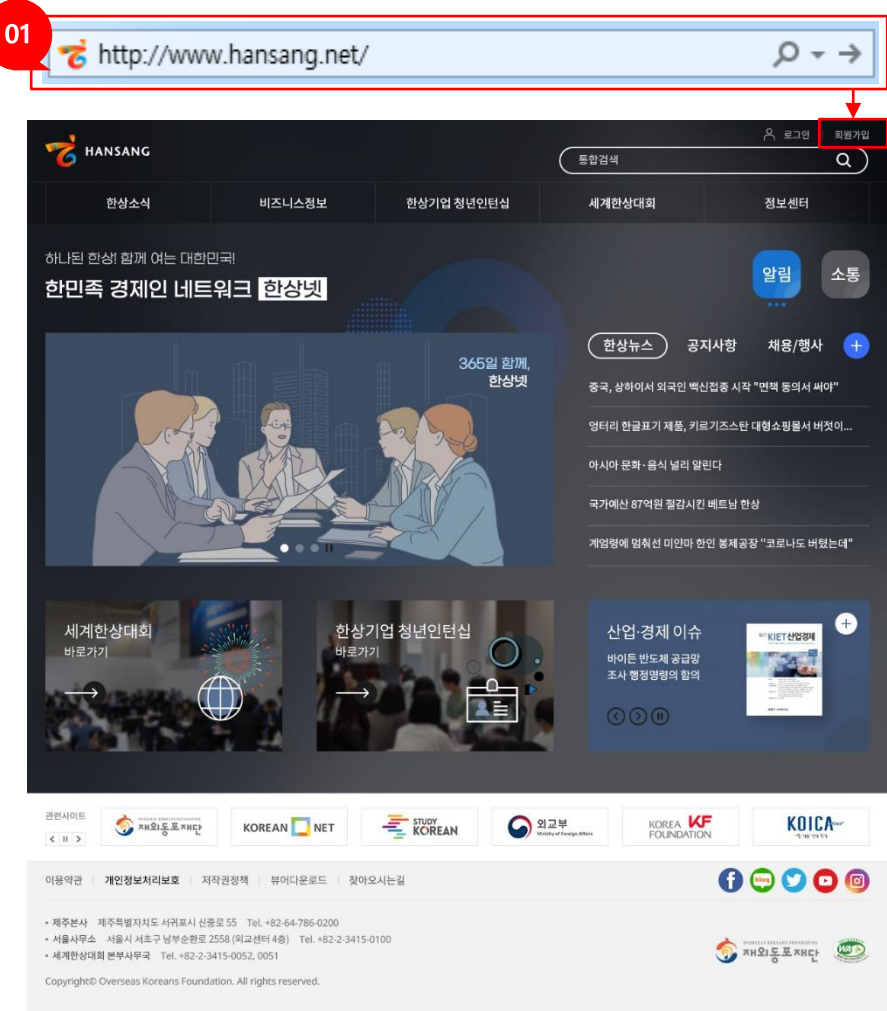 01
http://www.hansang.net/
HANSANG
로그인 회원가입
통합검색
한상소식 비즈니스정보 한상기업 청년인턴십 세계한상대회 정보센터
하나된 한상! 함께 여는 대한민국!
한민족 경제인 네트워크 한상넷
알림 소통
365일 함께,
한상넷
한상뉴스 공지사항 채용/행사 +
중국, 상하이서 외국인 백신접종 시작 "면책 동의서 써야"
엉터리 한글표기 제품, 키르기즈스탄 대형쇼핑몰서 버젓이...
아시아 문화·음식 널리 알린다
국가예산 87억원 절감시킨 베트남 한상
계엄령에 멈춰선 미얀마 한인 봉제공장 "코로나도 버텼는데"
세계한상대회
바로가기
한상기업 청년인턴십
바로가기
산업·경제 이슈
바이든 반도체 공급망
조사 행정명령의 함의
KIET 산업경제
관련사이트
재외동포재단
KOREAN NET
STUDY
KOREAN
외교부
Ministry of Foreign Affairs
KOREA KF
FOUNDATION
KOICA
이용약관 개인정보처리보호 저작권정책 뷰어다운로드 찾아오시는길
blog
• 제주본사 제주특별자치도 서귀포시 신중로 55 Tel. +82-64-786-0200
• 서울사무소 서울시 서초구 남부순환로 2558 (외교센터 4층) Tel. +82-2-3415-0100
• 세계한상대회 본부사무국 Tel. +82-2-3415-0052, 0051
Copyright© Overseas Koreans Foundation. All rights reserved.
재외동포재단
WA